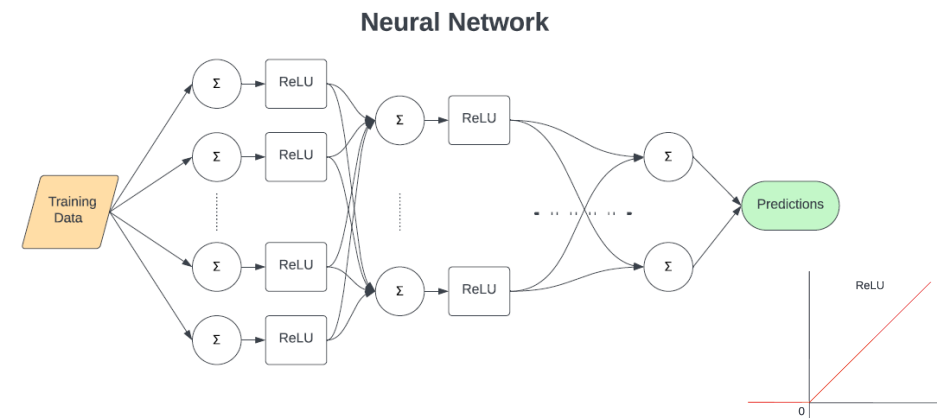 Neural Network
Training
Data
Σ
ReLU
Σ
ReLU
Σ
ReLU
Σ
ReLU
Σ
ReLU
Σ
ReLU
Σ
Σ
Predictions
ReLU
0